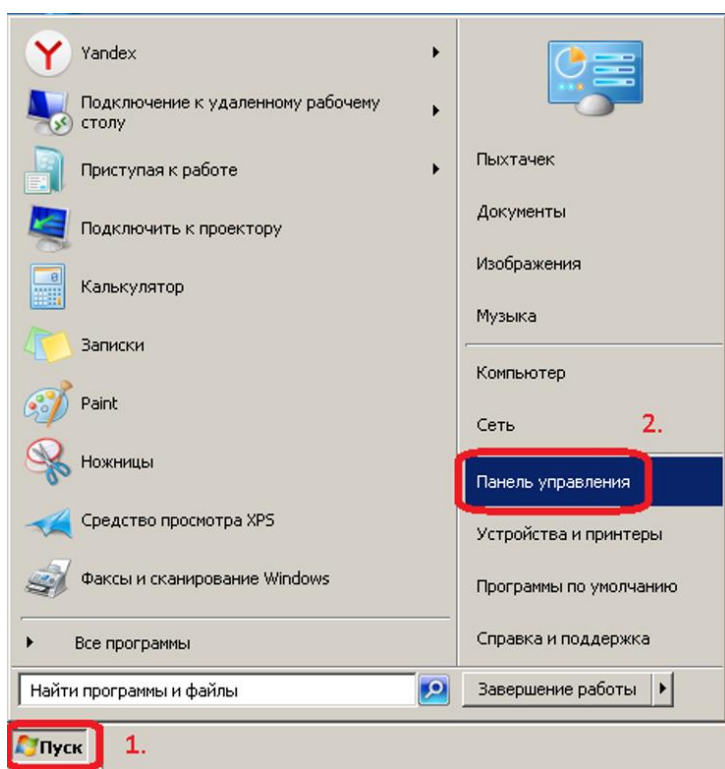 Yandex
Подключение к удаленному рабочему
столу
Приступая к работе
Подключить к проектору
Калькулятор
Записки
Paint
Ножницы
Средство просмотра XPS
Факсы и сканирование Windows
Все программы
Найти программы и файлы
Пыхтачек
Документы
Изображения
Музыка
Компьютер
Сеть
2.
Панель управления
Устройства и принтеры
Программы по умолчанию
Справка и поддержка
Завершение работы
Пуск
1.